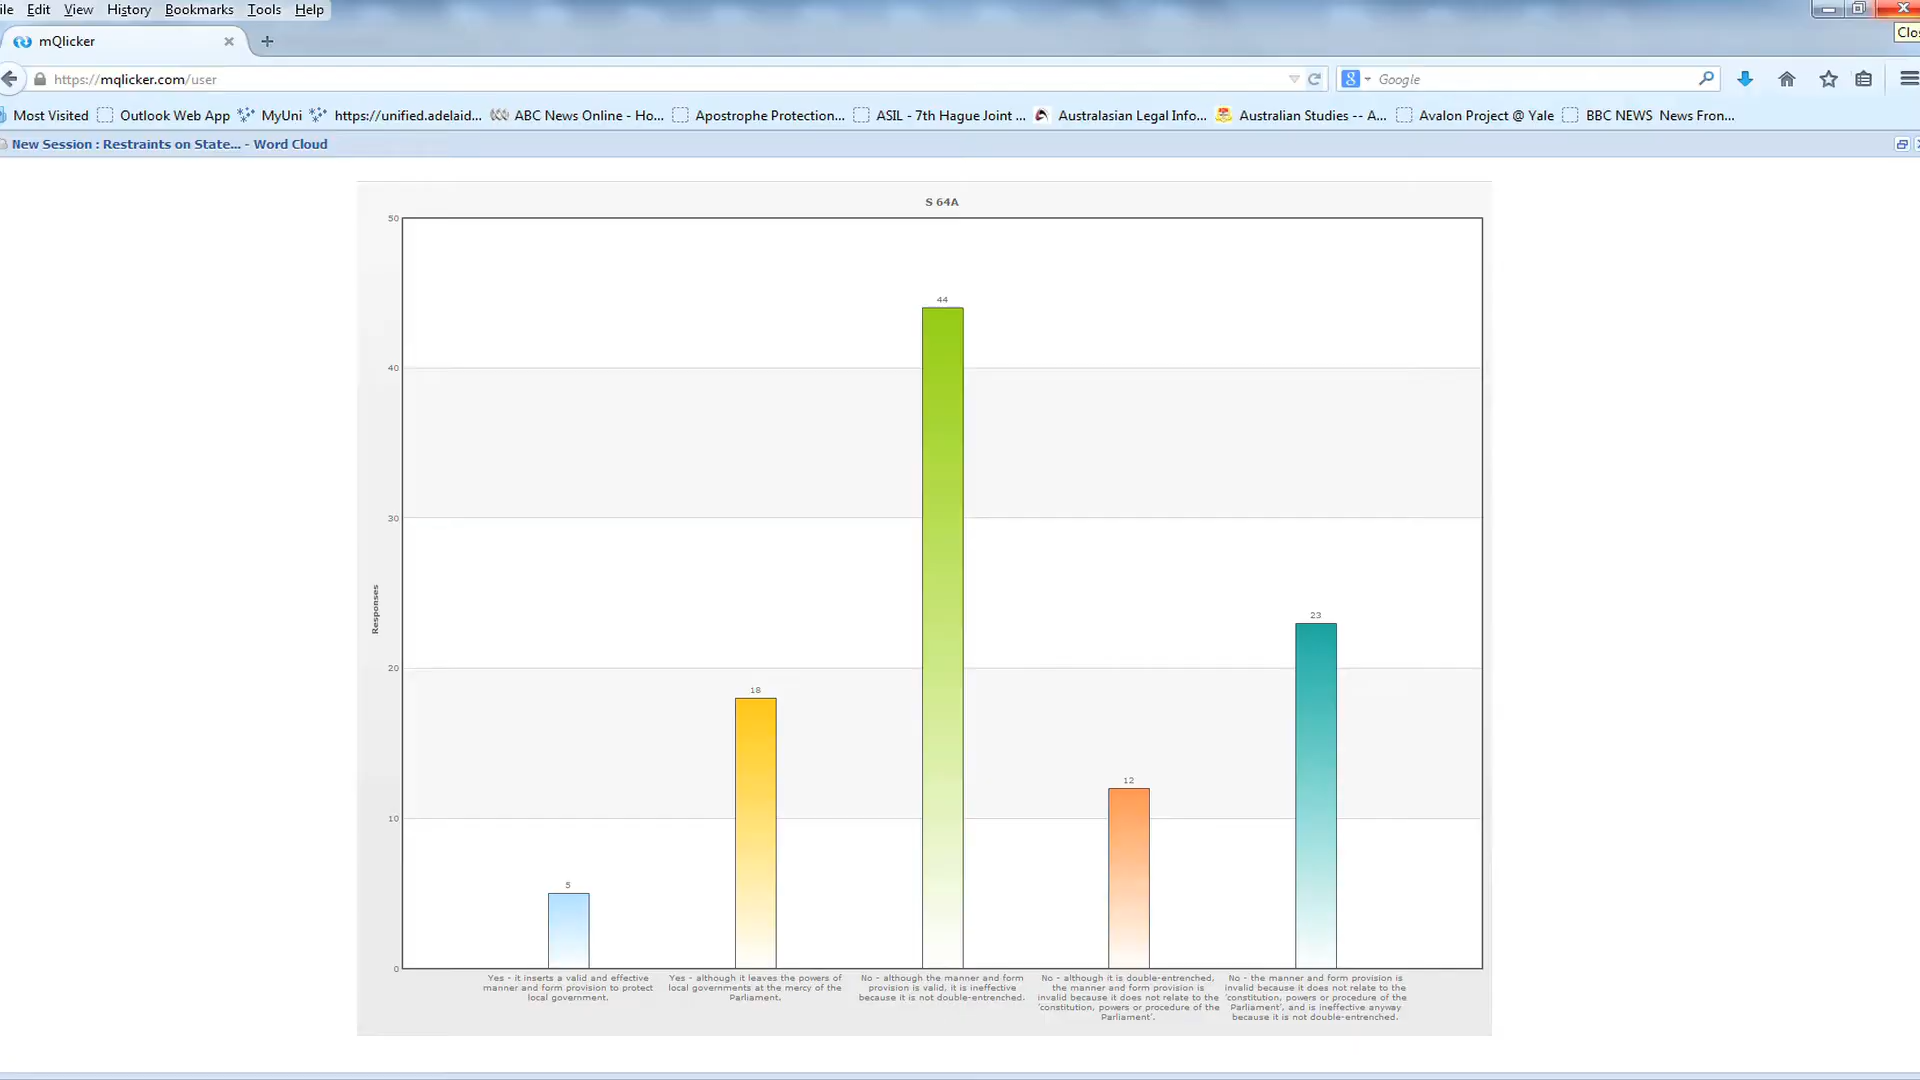 ile Edit View History Bookmarks Tools Help
mQlicker
Clos
https://mqlicker.com/user
Google
Most Visited Outlook Web App MyUni https://unified.adelaid... ABC News Online - Ho... Apostrophe Protection... ASIL - 7th Hague Joint ... Australasian Legal Info... Australian Studies -- A... Avalon Project @ Yale BBC NEWS News Fron...
New Session : Restraints on State... - Word Cloud
S 64A
50
44
40
30
Responses
23
20
18
12
10
5
0
Yes - it inserts a valid and effective
manner and form provision to protect
local government.
Yes - although it leaves the powers of
local governments at the mercy of the
Parliament.
No - although the manner and form
provision is valid, it is ineffective
because it is not double-entrenched.
No - although it is double-entrenched,
the manner and form provision is
invalid because it does not relate to the
'constitution, powers or procedure of the
Parliament'.
No - the manner and form provision is
invalid because it does not relate to the
'constitution, powers or procedure of the
Parliament', and is ineffective anyway
because it is not double-entrenched.